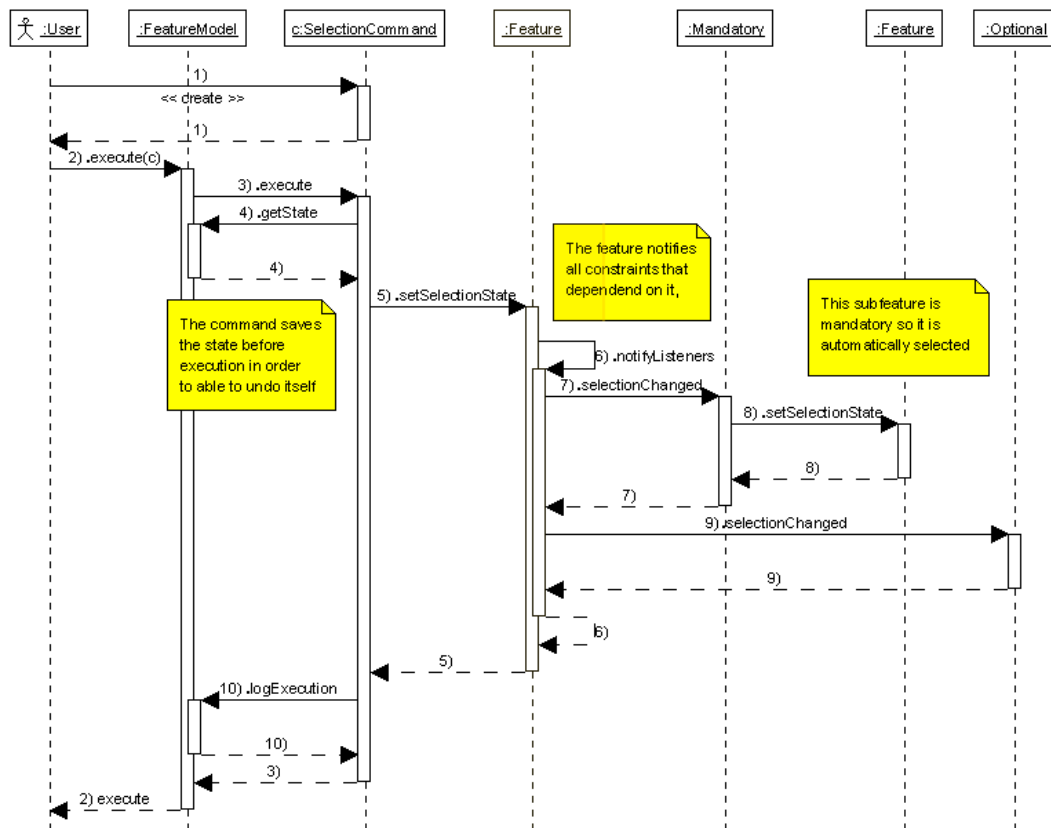 :User
:FeatureModel
c:SelectionCommand
:Feature
:Mandatory
:Feature
:Optional
1)
<< create >>
1)
2) .execute(c)
3) .execute
4) .getState
4)
The feature notifies
all constraints that
dependend on it,
5) .setSelectionState
This subfeature is
mandatory so it is
automatically selected
The command saves
the state before
execution in order
to able to undo itself
6) .notifyListeners
7) .selectionChanged
8) .setSelectionState
8)
7)
9) .selectionChanged
9)
6)
5)
10) .logExecution
10)
3)
2) execute